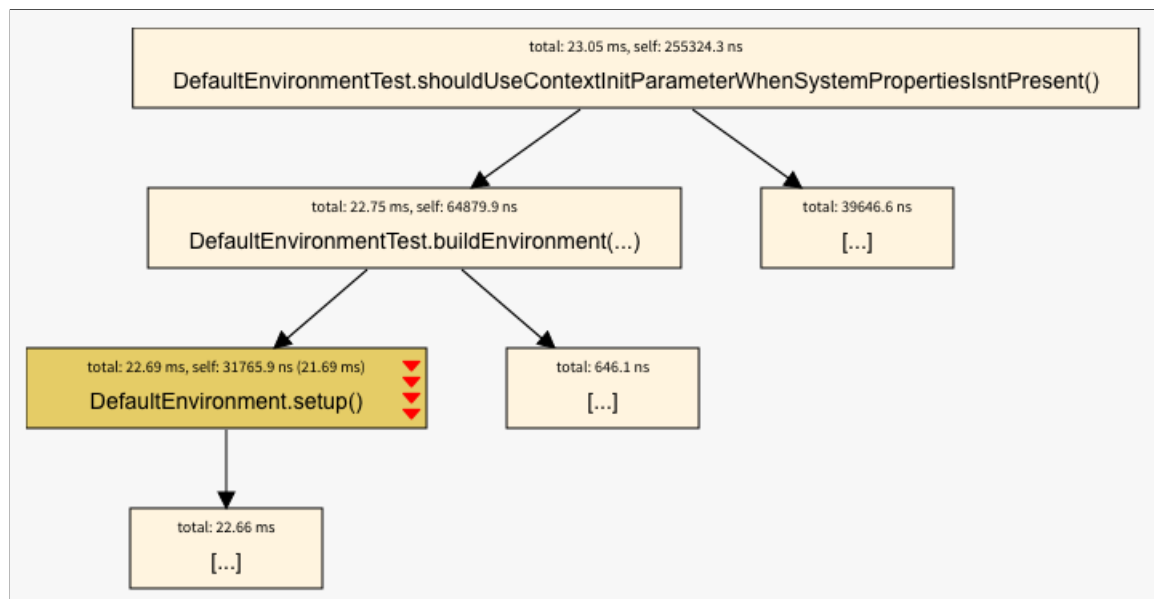 total: 23.05 ms, self: 255324.3 ns
DefaultEnvironmentTest.shouldUseContextInitParameterWhenSystemPropertiesIsntPresent()
total: 22.75 ms, self: 64879.9 ns
DefaultEnvironmentTest.buildEnvironment(...)
total: 39646.6 ns
[...]
total: 22.69 ms, self: 31765.9 ns (21.69 ms)
DefaultEnvironment.setup()
total: 646.1 ns
[...]
total: 22.66 ms
[...]